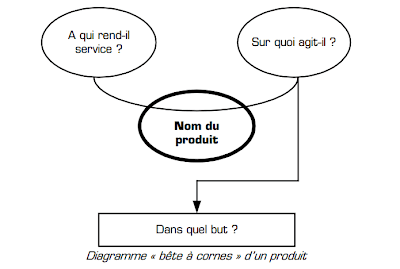 A qui rend-il
service ?
Sur quoi agit-il ?
Nom du
produit
Dans quel but ?
Diagramme « bête à cornes » d'un produit